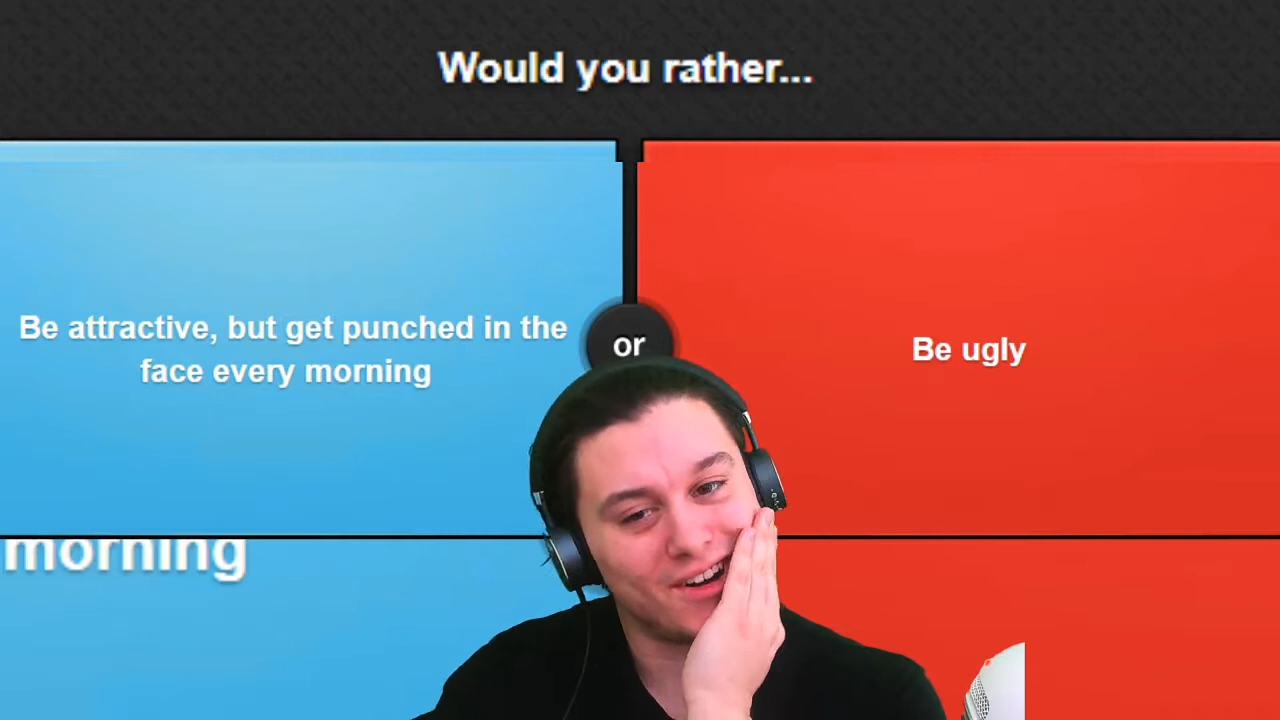 Would you rather...
Be attractive, but get punched in the
face every morning
or
Be ugly
morning